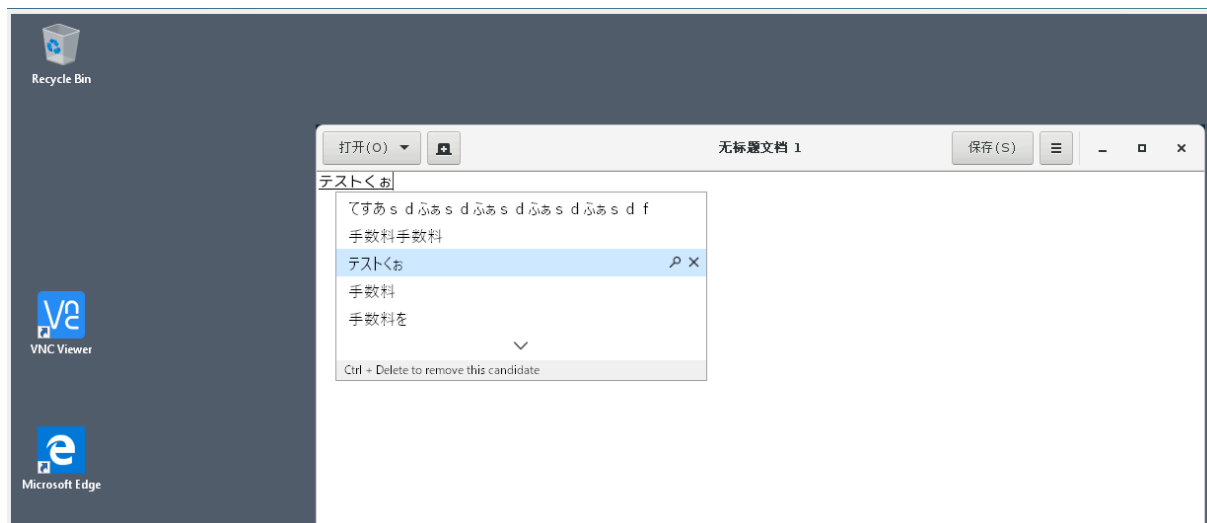 Recycle Bin
打开(O)
无标题文档 1
保存(S)
テストくぉ
てすあｓｄふぁｓｄふぁｓｄふぁｓｄふぁｓｄｆ
手数料手数料
テストくぉ
手数料
手数料を
Ctrl + Delete to remove this candidate
VNC Viewer
Microsoft Edge